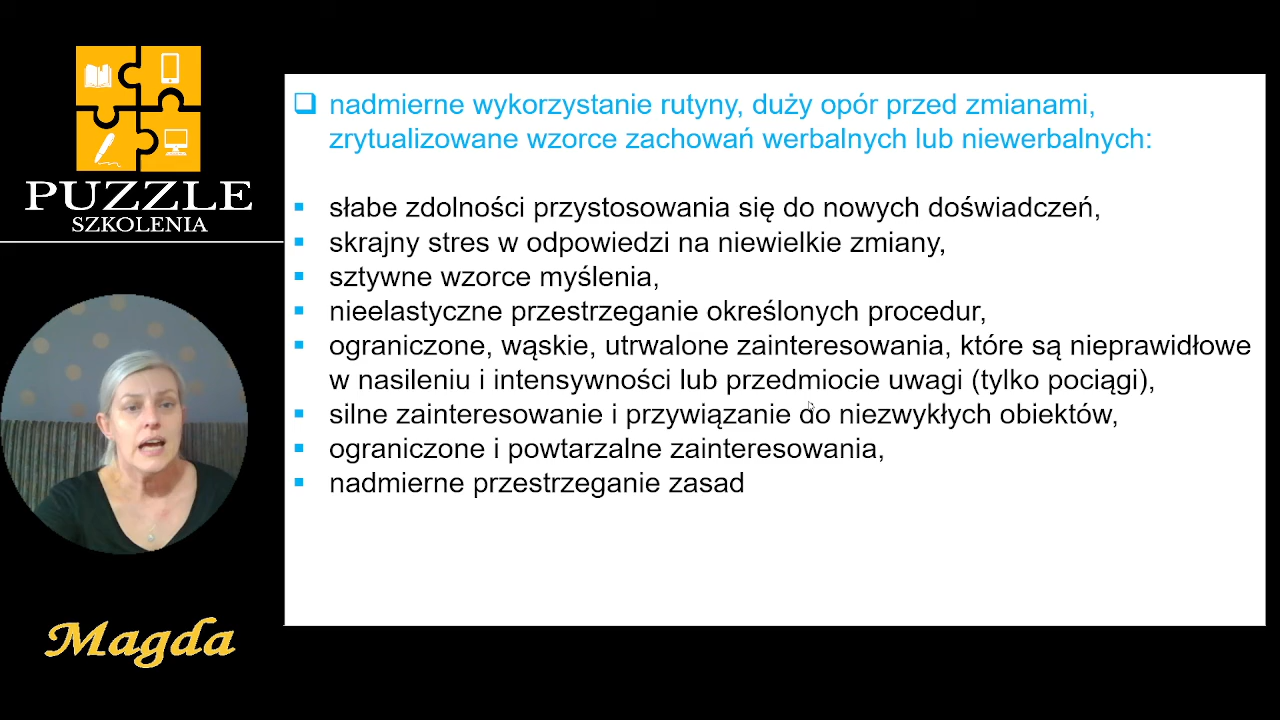 PUZZLE
SZKOLENIA
nadmierne wykorzystanie rutyny, duży opór przed zmianami,
zrytualizowane wzorce zachowań werbalnych lub niewerbalnych:
słabe zdolności przystosowania się do nowych doświadczeń,
skrajny stres w odpowiedzi na niewielkie zmiany,
sztywne wzorce myślenia,
nieelastyczne przestrzeganie określonych procedur,
ograniczone, wąskie, utrwalone zainteresowania, które są nieprawidłowe
w nasileniu i intensywności lub przedmiocie uwagi (tylko pociągi),
silne zainteresowanie i przywiązanie do niezwykłych obiektów,
ograniczone i powtarzalne zainteresowania,
nadmierne przestrzeganie zasad
Magda